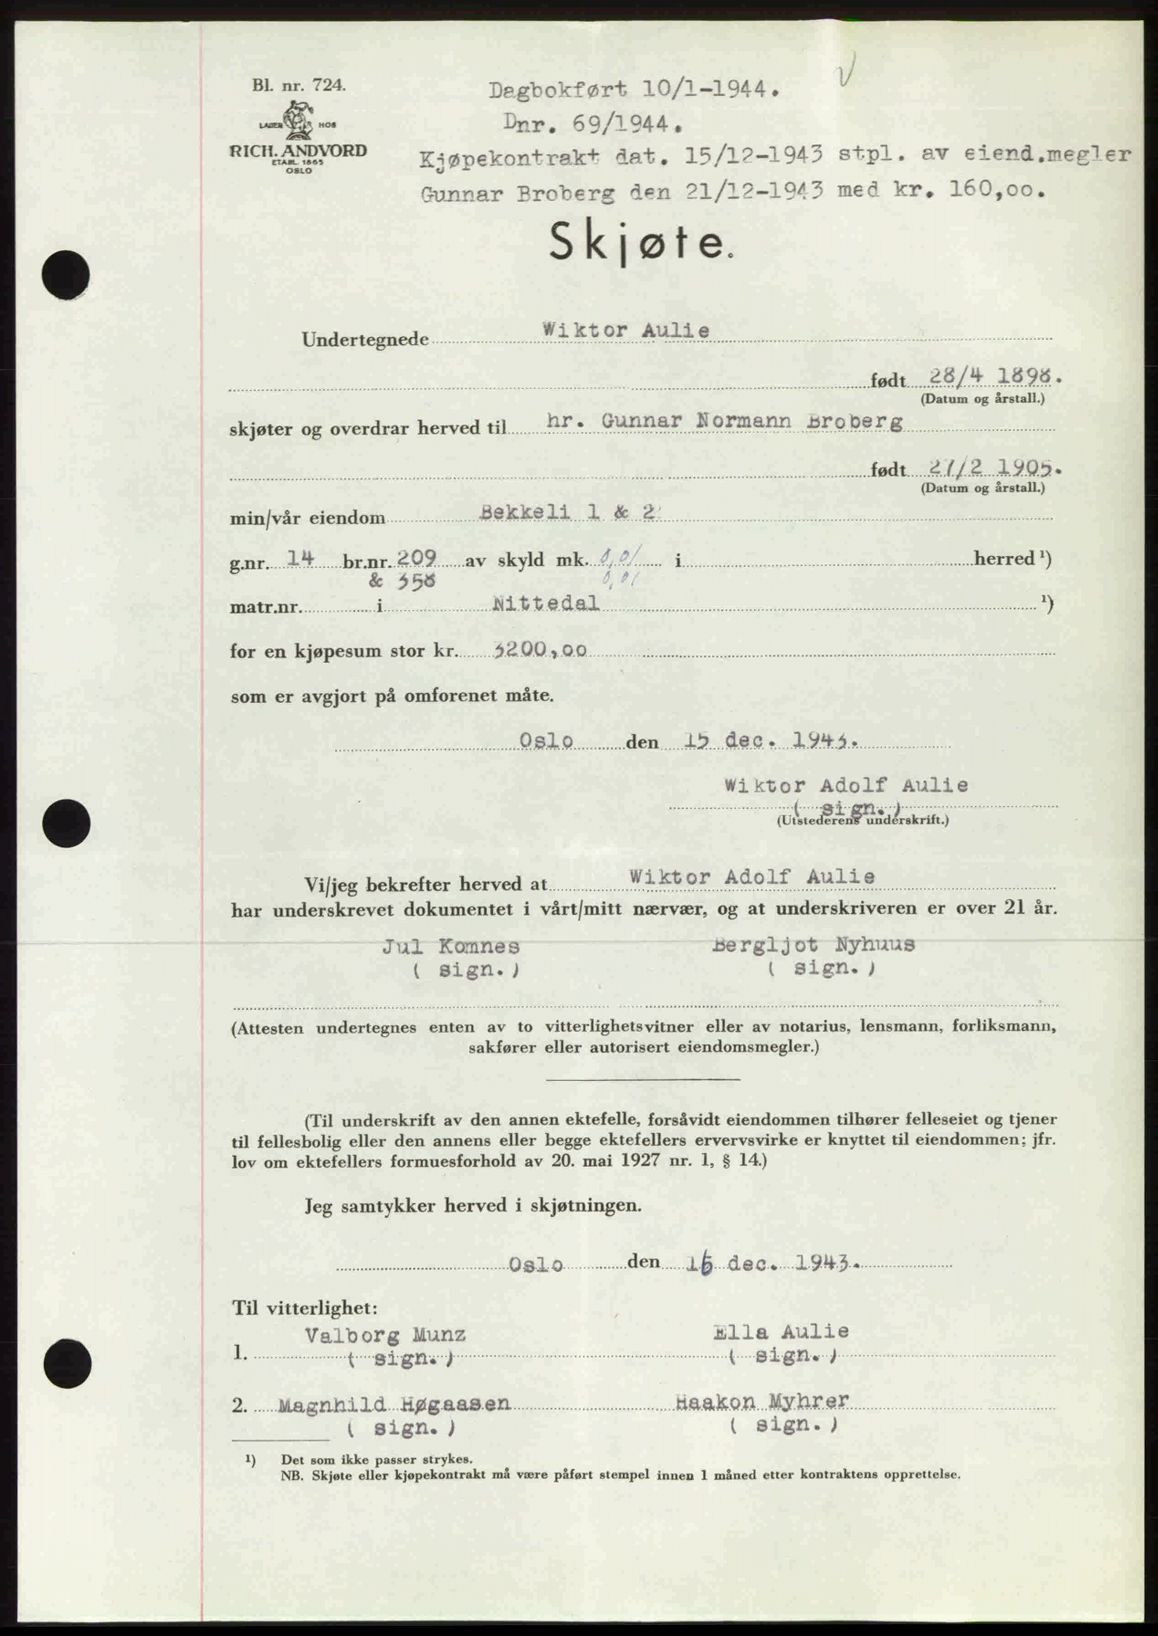 Bl. nr. 724.
LAGER HOS
RICH. ANDVORD
ETABL. 1865
OSLO
Dagbokført 10/1-1944.
Dnr. 69/1944.
Kjøpekontrakt dat. 15/12-1943 stpl. av eiend.megler
Gunnar Broberg den 21/12-1943 med kr. 160,00.
Skjøte.
Undertegnede Wiktor Aulie
født 28/4 1898.
(Datum og årstall.)
skjøter og overdrar herved til hr. Gunnar Normann Broberg
født 27/2 1905.
(Datum og årstall.)
min/vår eiendom Bekkeli 1 & 2
g.nr. 14 br.nr. 209 av skyld mk. 0,01 i herred ¹)
& 358 0,01
matr.nr. i Nittedal ¹)
for en kjøpesum stor kr. 3200,00
som er avgjort på omforenet måte.
Oslo den 15 dec. 1943.
Wiktor Adolf Aulie
( sign. )
(Utstederens underskrift.)
Vi/jeg bekrefter herved at Wiktor Adolf Aulie
har underskrevet dokumentet i vårt/mitt nærvær, og at underskriveren er over 21 år.
Jul Komnes Bergljot Nyhuus
( sign. ) ( sign. )
(Attesten undertegnes enten av to vitterlighetsvitner eller av notarius, lensmann, forliksmann,
sakfører eller autorisert eiendomsmegler.)
(Til underskrift av den annen ektefelle, forsåvidt eiendommen tilhører felleseiet og tjener
til fellesbolig eller den annens eller begge ektefellers ervervsvirke er knyttet til eiendommen; jfr.
lov om ektefellers formuesforhold av 20. mai 1927 nr. 1, § 14.)
Jeg samtykker herved i skjøtningen.
Oslo den 16 dec. 1943.
Til vitterlighet:
Valborg Munz Ella Aulie
1. ( sign. ) ( sign. )
2. Magnhild Høgaasen Haakon Myhrer
( sign. ) ( sign. )
¹) Det som ikke passer strykes.
NB. Skjøte eller kjøpekontrakt må være påført stempel innen 1 måned etter kontraktens opprettelse.